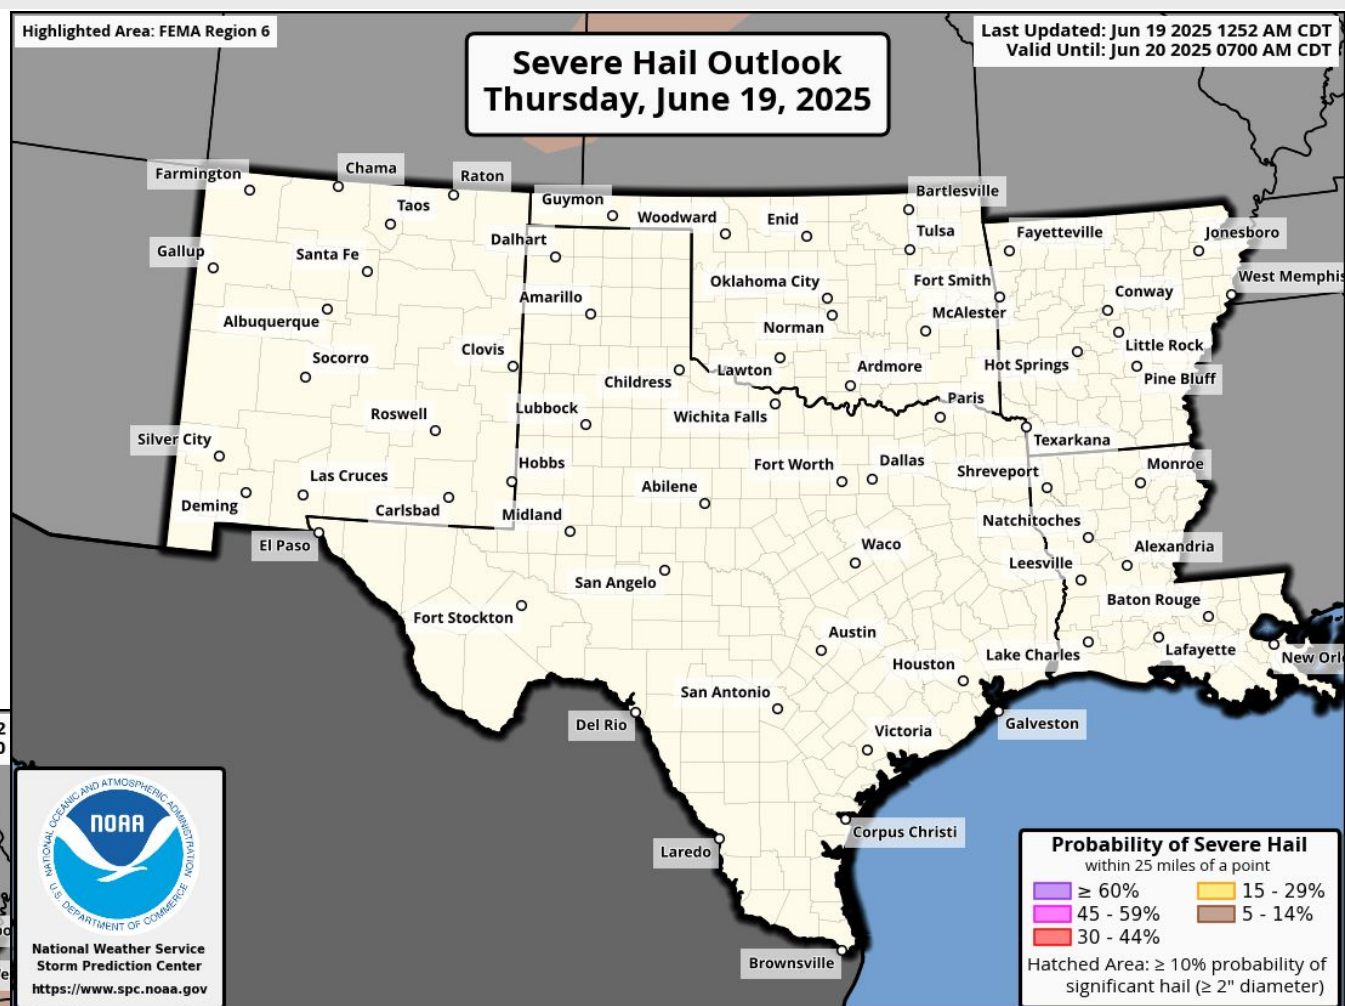 Highlighted Area: FEMA Region 6
Last Updated: Jun 19 2025 1252 AM CDT
Valid Until: Jun 20 2025 0700 AM CDT
Severe Hail Outlook
Thursday, June 19, 2025
Farmington
Chama
Raton
Taos
Guymon
Woodward
Enid
Bartlesville
Tulsa
Fayetteville
Jonesboro
Gallup
Santa Fe
Dalhart
Oklahoma City
Fort Smith
West Memphis
Albuquerque
Amarillo
Norman
McAlester
Conway
Little Rock
Socorro
Clovis
Childress
Lawton
Ardmore
Hot Springs
Pine Bluff
Roswell
Lubbock
Wichita Falls
Paris
Texarkana
Silver City
Las Cruces
Hobbs
Abilene
Fort Worth
Dallas
Shreveport
Monroe
Deming
Carlsbad
Midland
Natchitoches
El Paso
San Angelo
Waco
Leesville
Alexandria
Fort Stockton
Austin
Baton Rouge
Houston
Lake Charles
Lafayette
New Orl
Del Rio
San Antonio
Victoria
Galveston
Laredo
Corpus Christi
Brownsville
2
0
NATIONAL OCEANIC AND ATMOSPHERIC ADMINISTRATION
NOAA
U.S. DEPARTMENT OF COMMERCE
National Weather Service
Storm Prediction Center
https://www.spc.noaa.gov
Probability of Severe Hail
within 25 miles of a point
≥ 60%
15 - 29%
45 - 59%
5 - 14%
30 - 44%
Hatched Area: ≥ 10% probability of
significant hail (≥ 2" diameter)